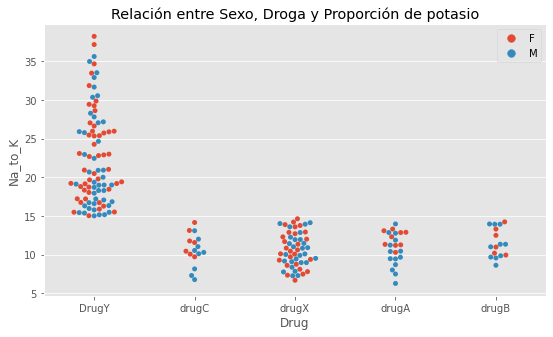 Relación entre Sexo, Droga y Proporción de potasio
F
M
Na_to_K
35
30
25
20
15
10
5
DrugY drugC drugX drugA drugB
Drug